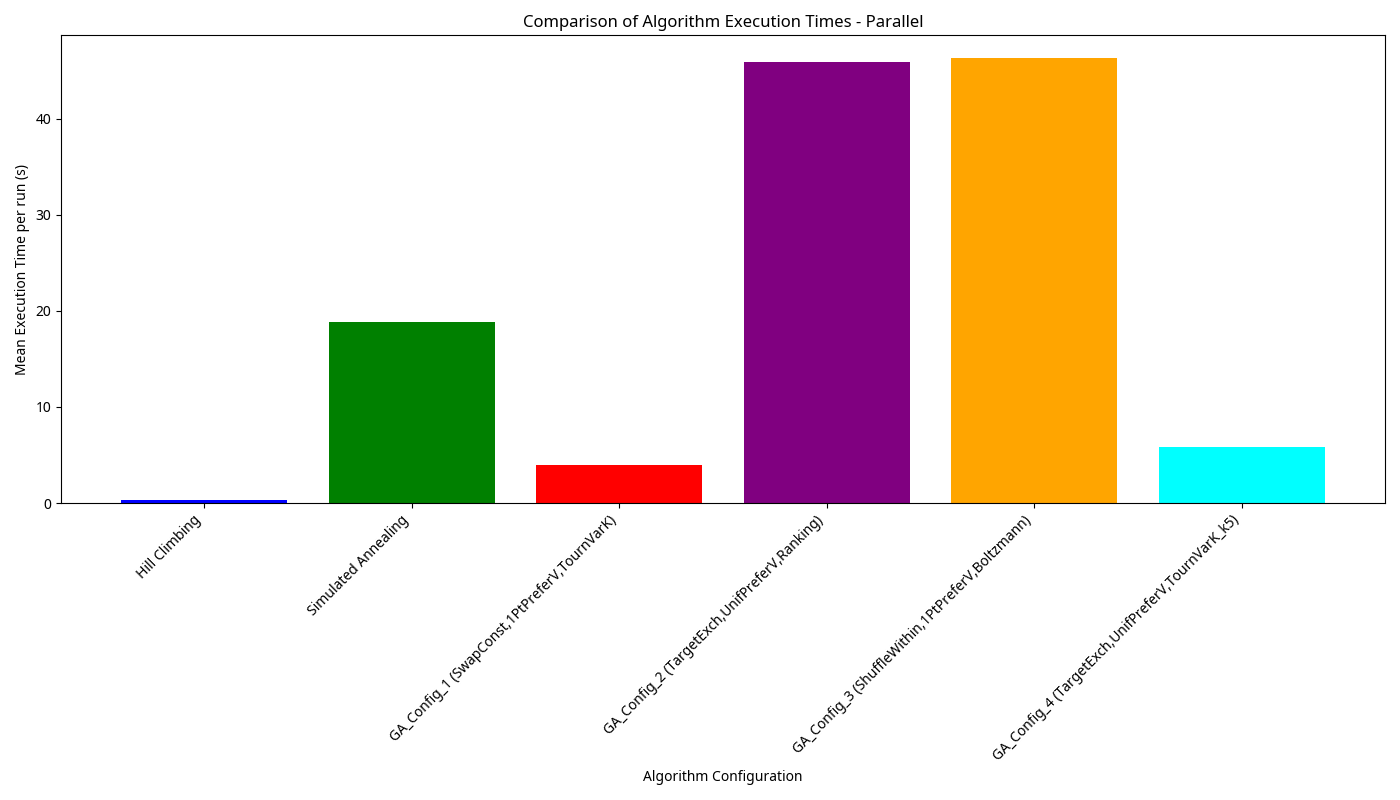 Comparison of Algorithm Execution Times - Parallel
Mean Execution Time per run (s)
40
30
20
10
0
Hill Climbing
Simulated Annealing
GA_Config_1 (SwapConst,1PtPreferV,TournVarK)
GA_Config_2 (TargetExch,UnifPreferV,Ranking)
GA_Config_3 (ShuffleWithin,1PtPreferV,Boltzmann)
GA_Config_4 (TargetExch,UnifPreferV,TournVarK_k5)
Algorithm Configuration